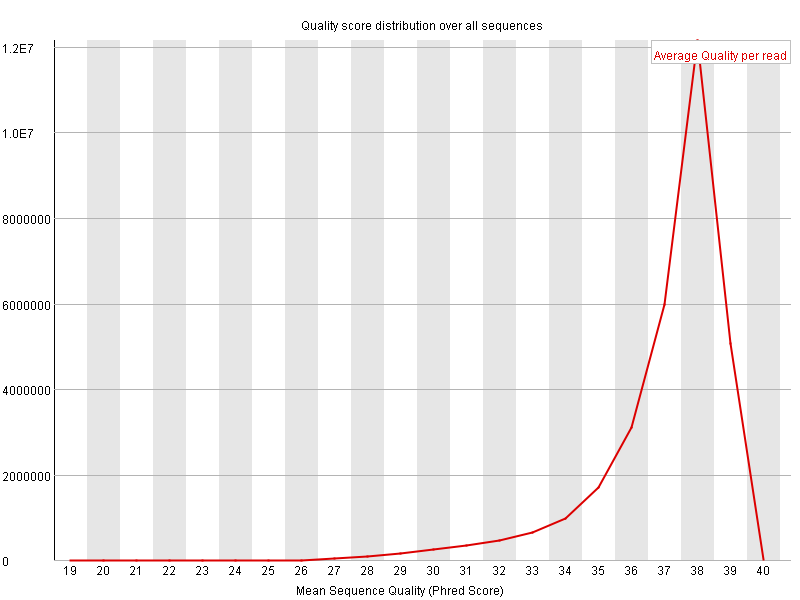 Quality score distribution over all sequences
Average Quality per read
1.2E7
1.0E7
8000000
6000000
4000000
2000000
0
19 20 21 22 23 24 25 26 27 28 29 30 31 32 33 34 35 36 37 38 39 40
Mean Sequence Quality (Phred Score)